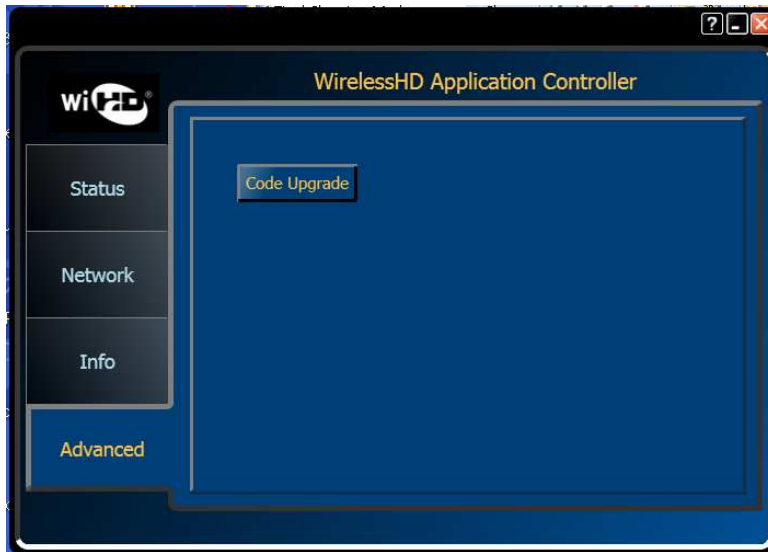 WirelessHD Application Controller
wiHD®
Status
Code Upgrade
Network
Info
Advanced